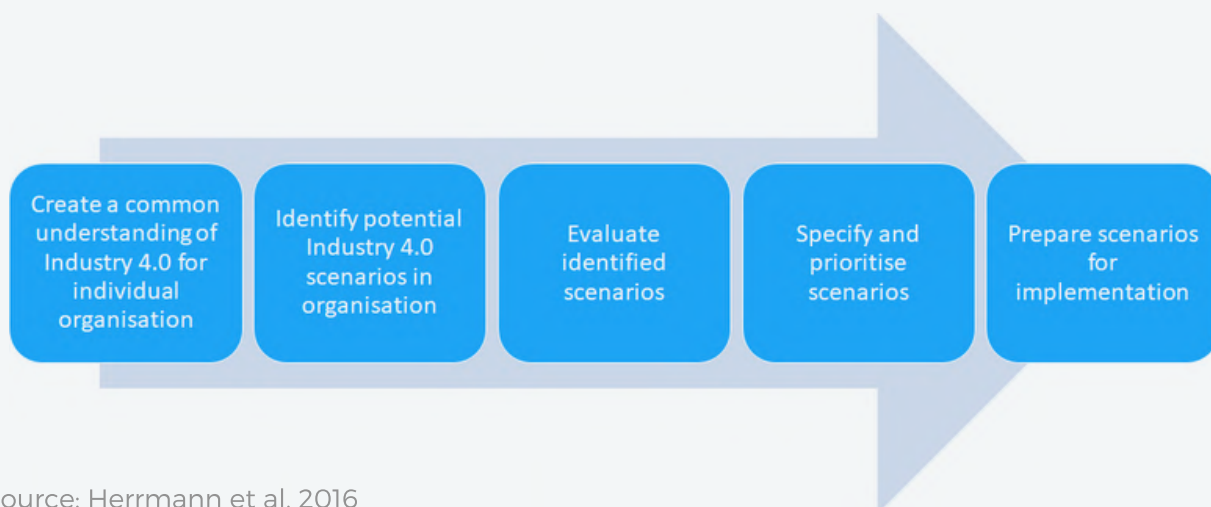 Create a common
understanding of
Industry 4.0 for
individual
organisation
Identify potential
Industry 4.0
scenarios in
organisation
Evaluate
identified
scenarios
Specify and
prioritise
scenarios
Prepare scenarios
for
implementation
ource: Herrmann et al. 2016